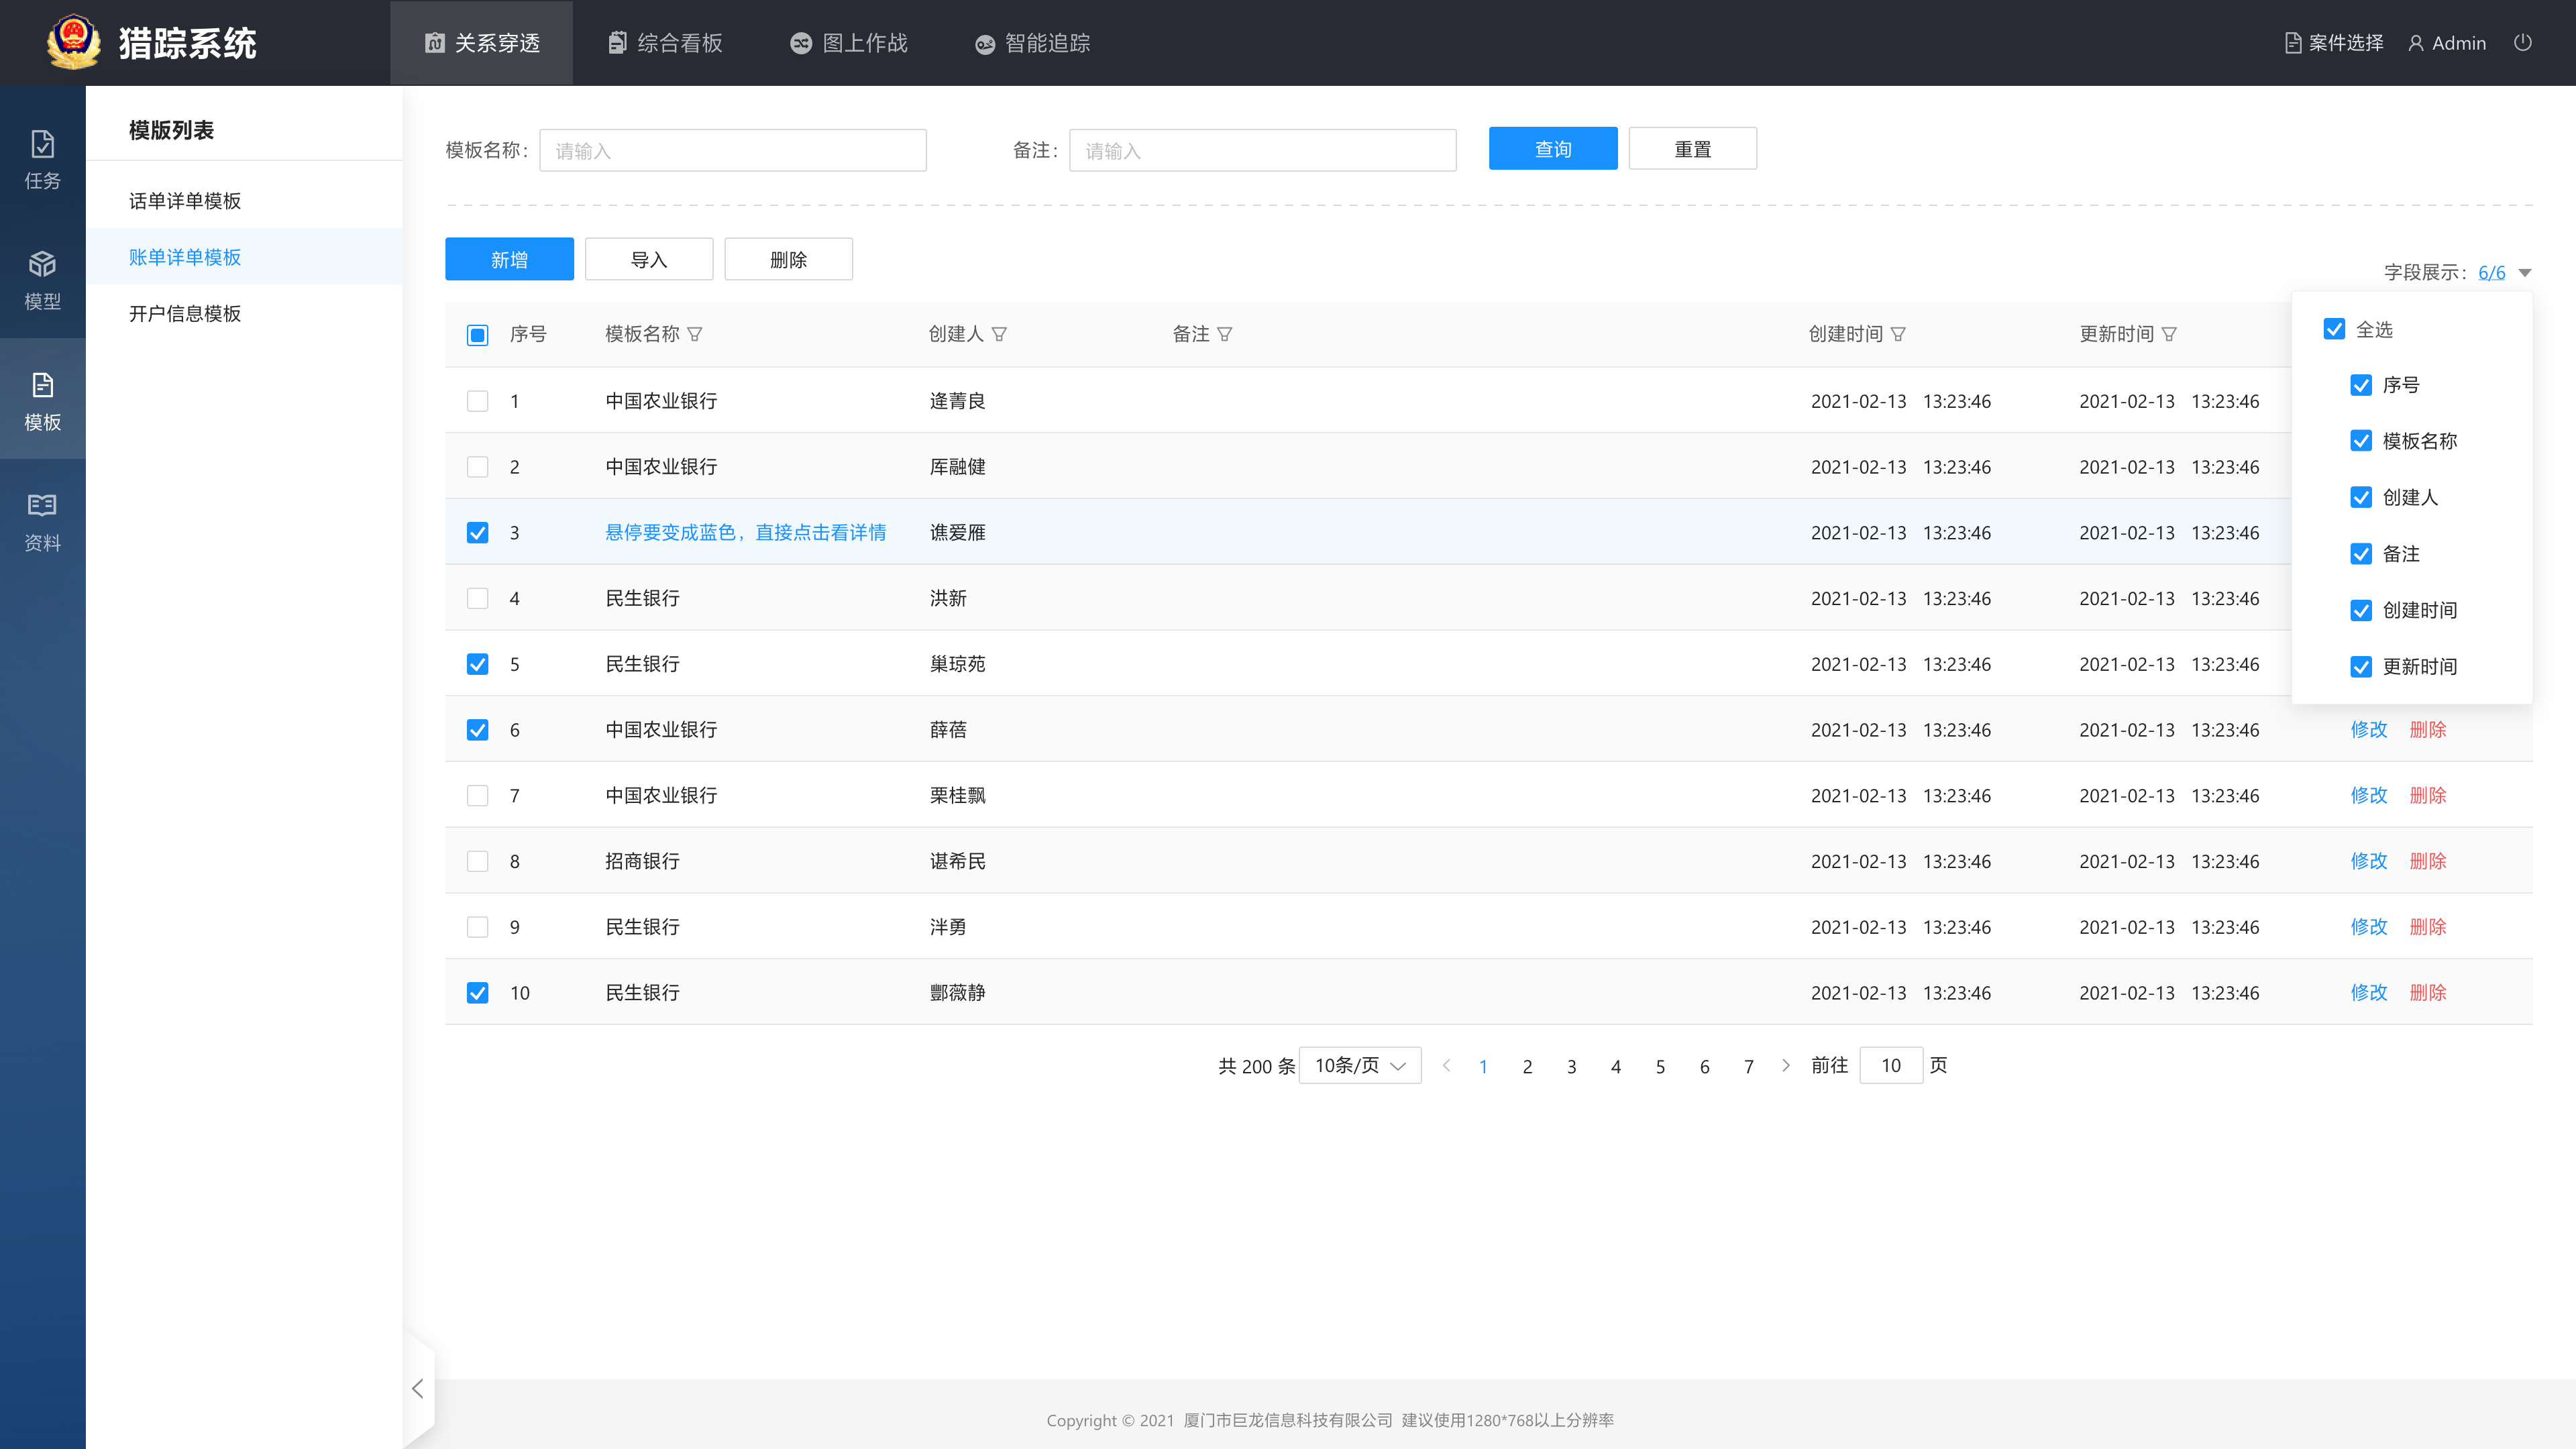 猎踪系统 关系穿透 综合看板 图上作战 智能追踪 案件选择 Admin
任务
模型
模板
资料
模版列表
话单详单模板
账单详单模板
开户信息模板
模板名称： 请输入 备注： 请输入 查询 重置
新增 导入 删除 字段展示： 6/6
序号 模板名称 创建人 备注 创建时间 更新时间
1 中国农业银行 逄菁良 2021-02-13 13:23:46 2021-02-13 13:23:46
2 中国农业银行 厍融健 2021-02-13 13:23:46 2021-02-13 13:23:46
3 悬停要变成蓝色，直接点击看详情 谯爱雁 2021-02-13 13:23:46 2021-02-13 13:23:46
4 民生银行 洪新 2021-02-13 13:23:46 2021-02-13 13:23:46
5 民生银行 巢琼苑 2021-02-13 13:23:46 2021-02-13 13:23:46
6 中国农业银行 薛蓓 2021-02-13 13:23:46 2021-02-13 13:23:46 修改 删除
7 中国农业银行 栗桂飘 2021-02-13 13:23:46 2021-02-13 13:23:46 修改 删除
8 招商银行 谌希民 2021-02-13 13:23:46 2021-02-13 13:23:46 修改 删除
9 民生银行 泮勇 2021-02-13 13:23:46 2021-02-13 13:23:46 修改 删除
10 民生银行 酆薇静 2021-02-13 13:23:46 2021-02-13 13:23:46 修改 删除
全选
序号
模板名称
创建人
备注
创建时间
更新时间
共 200 条 10条/页 1 2 3 4 5 6 7 前往 10 页
Copyright © 2021 厦门市巨龙信息科技有限公司 建议使用1280*768以上分辨率